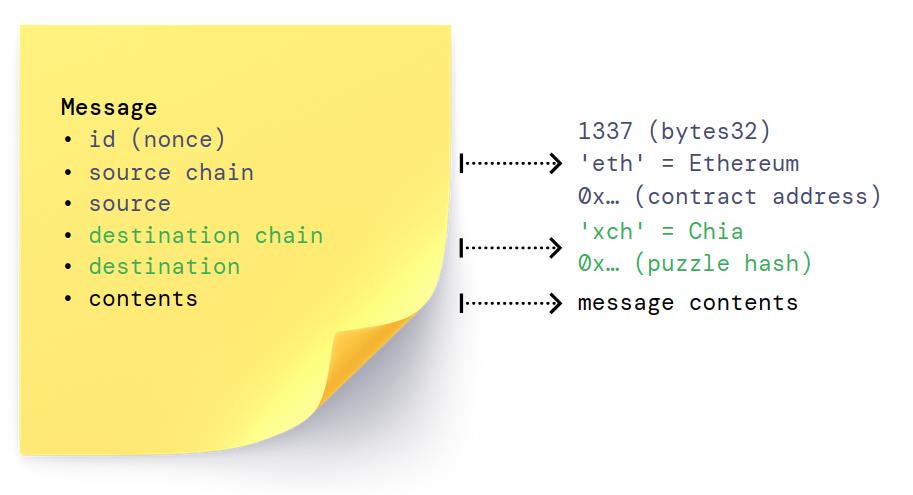 Message
• id (nonce)
• source chain
• source
• destination chain
• destination
• contents
1337 (bytes32)
'eth' = Ethereum
0x… (contract address)
'xch' = Chia
0x… (puzzle hash)
message contents